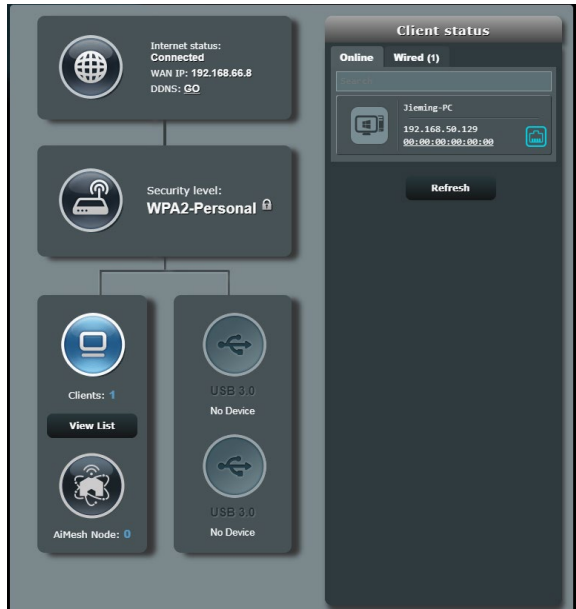 Internet status:
Connected
WAN IP: 192.168.66.8
DDNS: GO
Security level:
WPA2-Personal
Clients: 1
View List
AiMesh Node: 0
USB 3.0
No Device
USB 3.0
No Device
Client status
Online Wired (1)
Search
Jieming-PC
192.168.50.129
00:00:00:00:00:00
Refresh